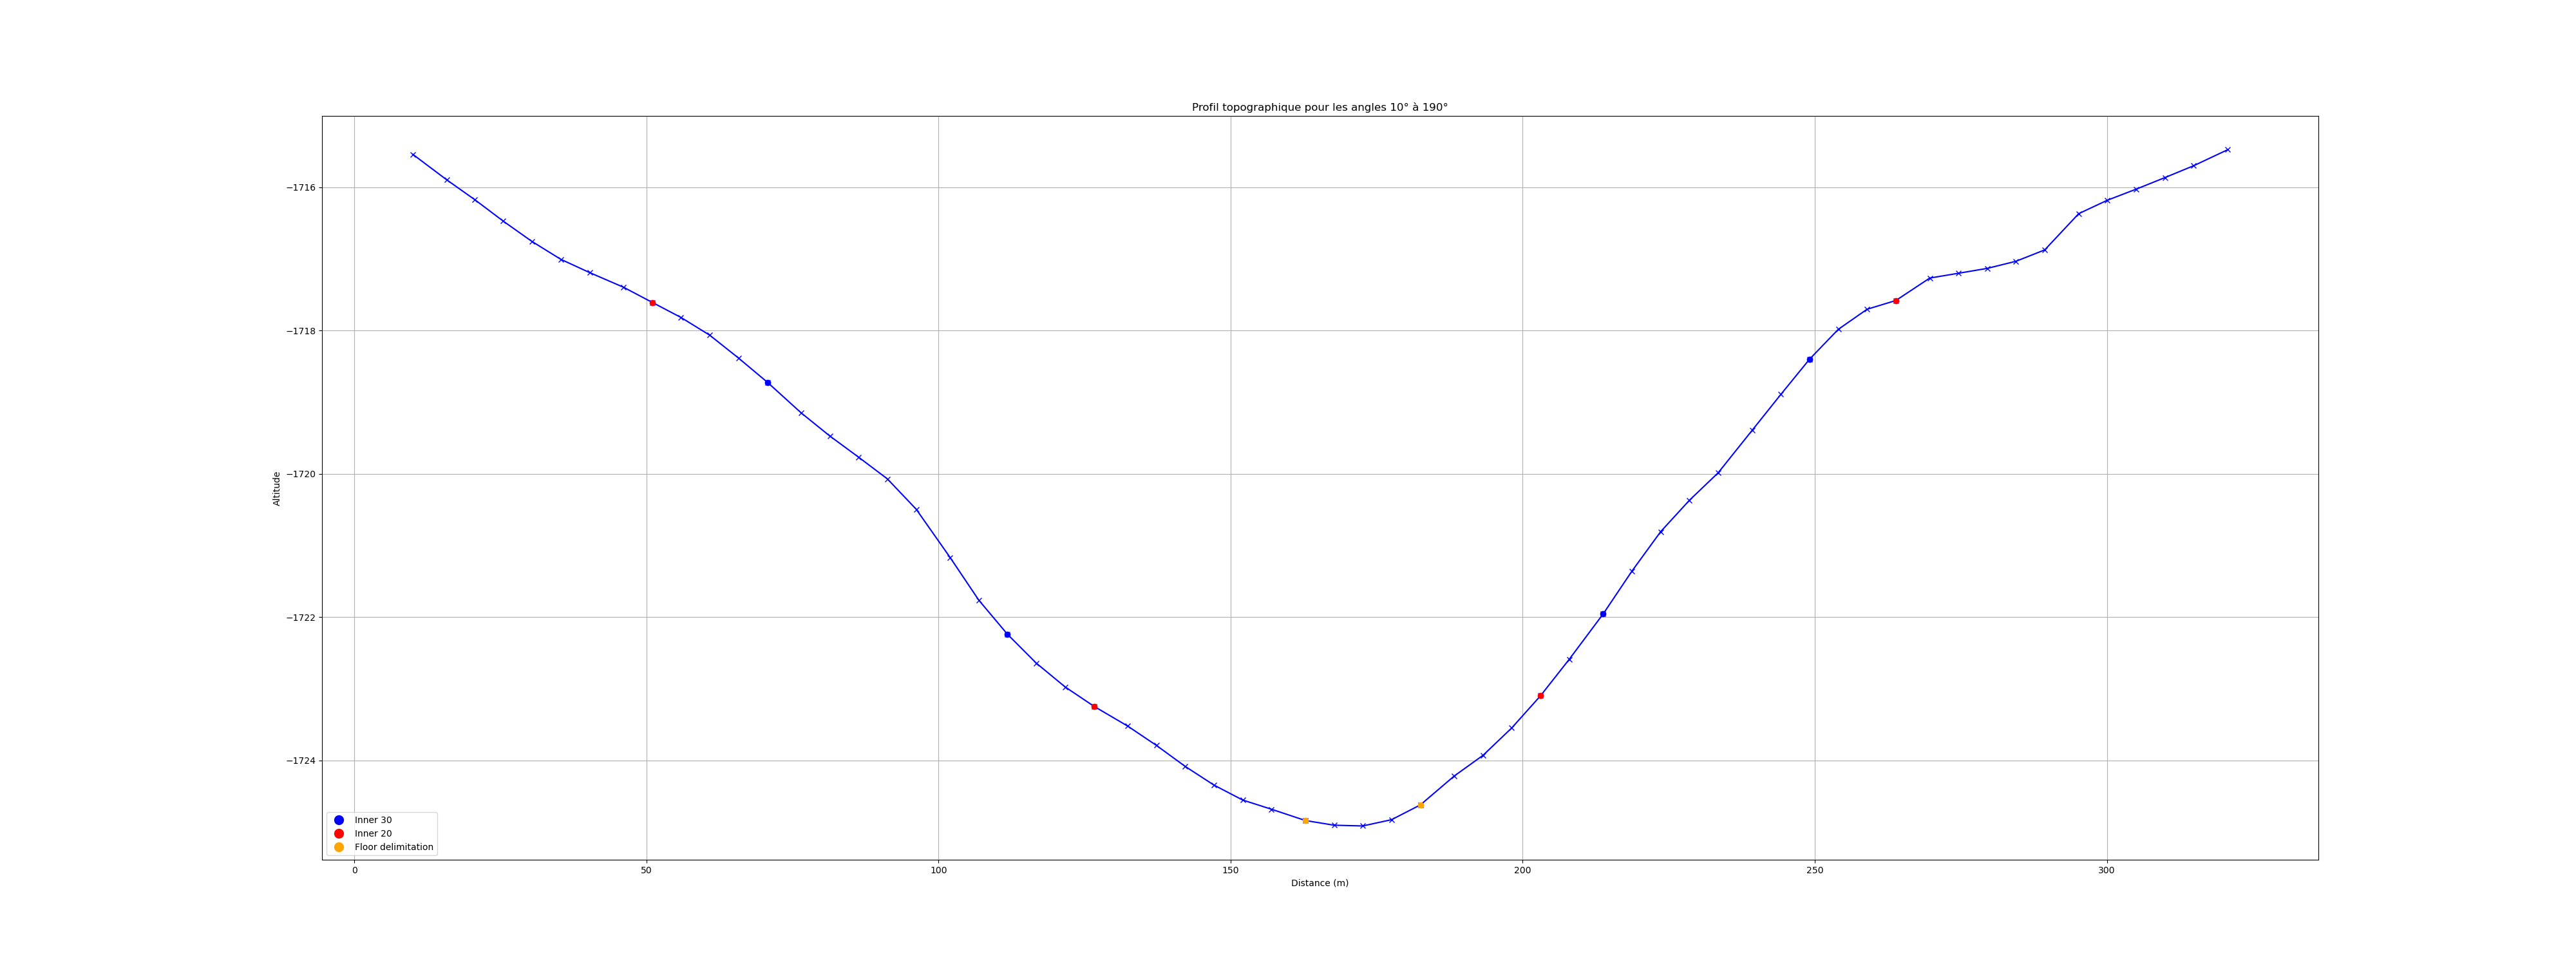 Profil topographique pour les angles 10° à 190°
−1716
−1718
−1720
−1722
−1724
Altitude
Inner 30
Inner 20
Floor delimitation
0 50 100 150 200 250 300
Distance (m)